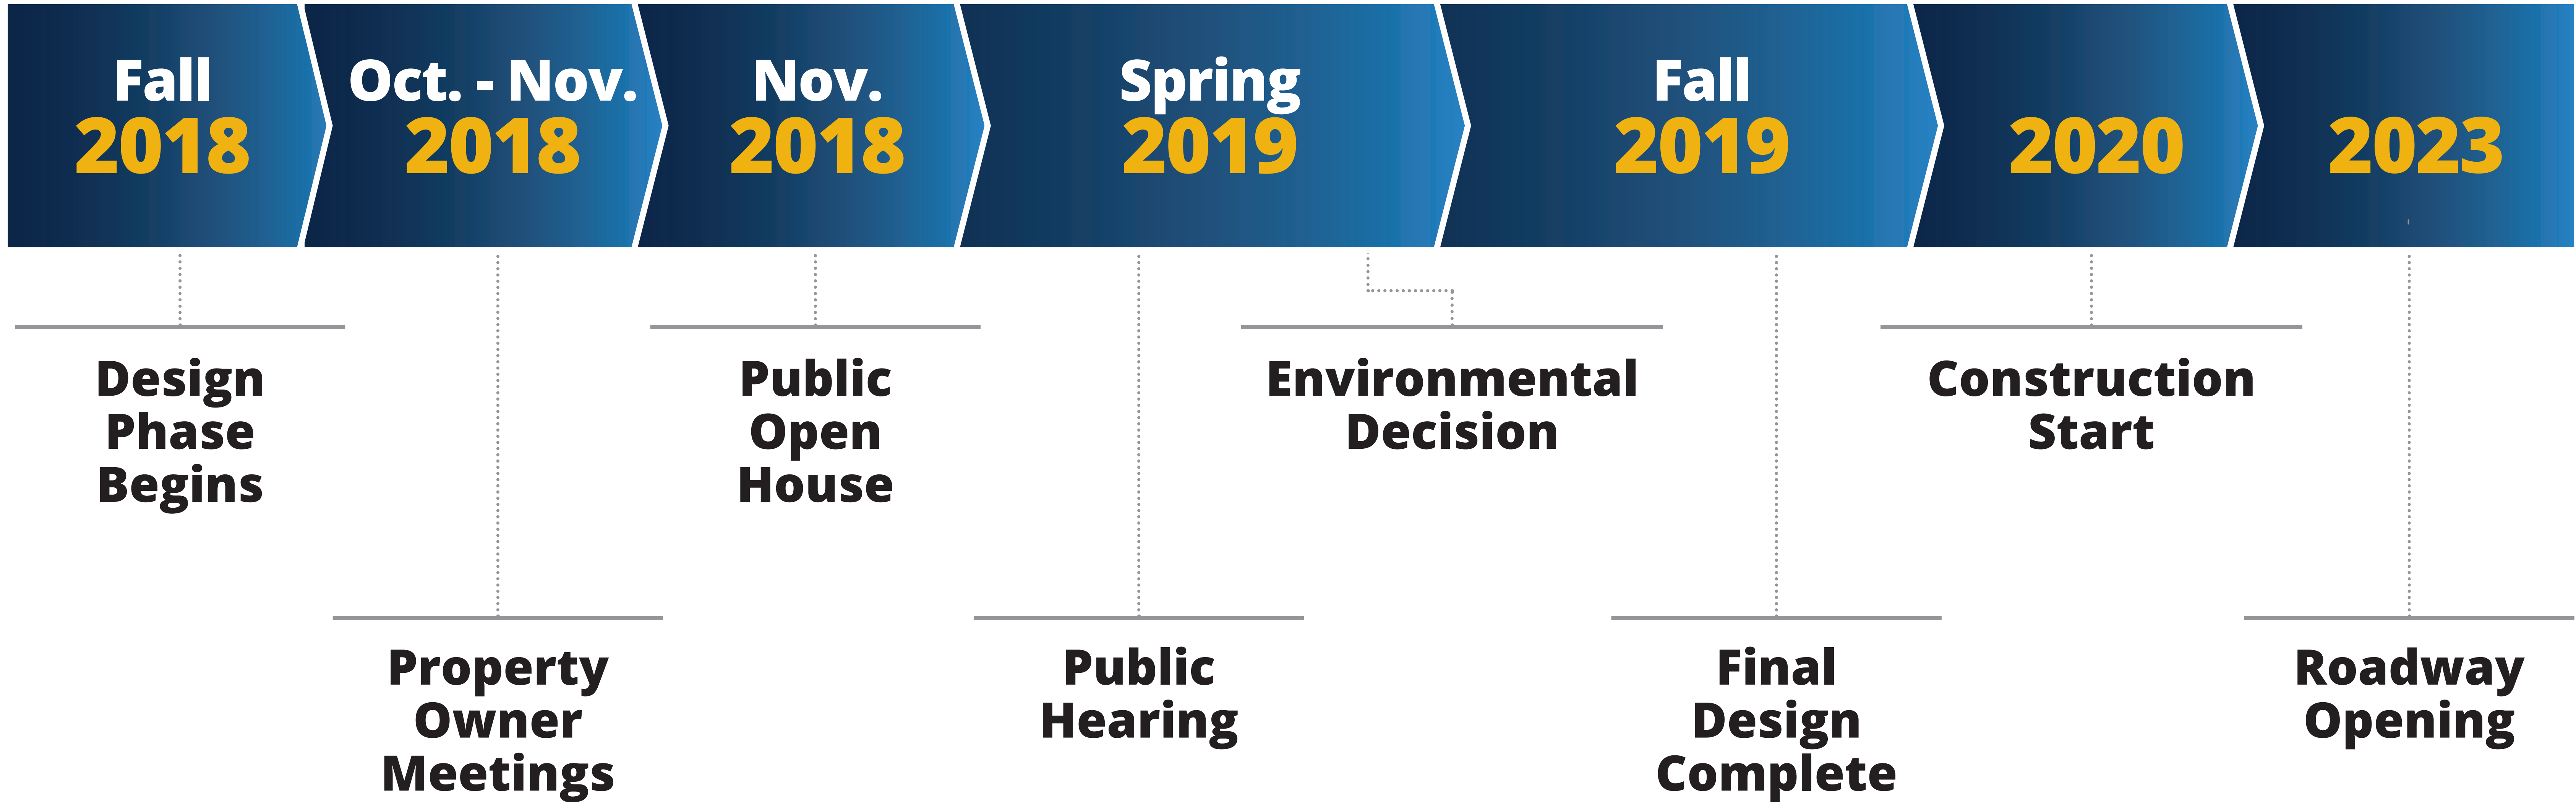 Fall
2018
Oct. - Nov.
2018
Nov.
2018
Spring
2019
Fall
2019
2020
2023
Design
Phase
Begins
Property
Owner
Meetings
Public
Open
House
Public
Hearing
Environmental
Decision
Final
Design
Complete
Construction
Start
Roadway
Opening